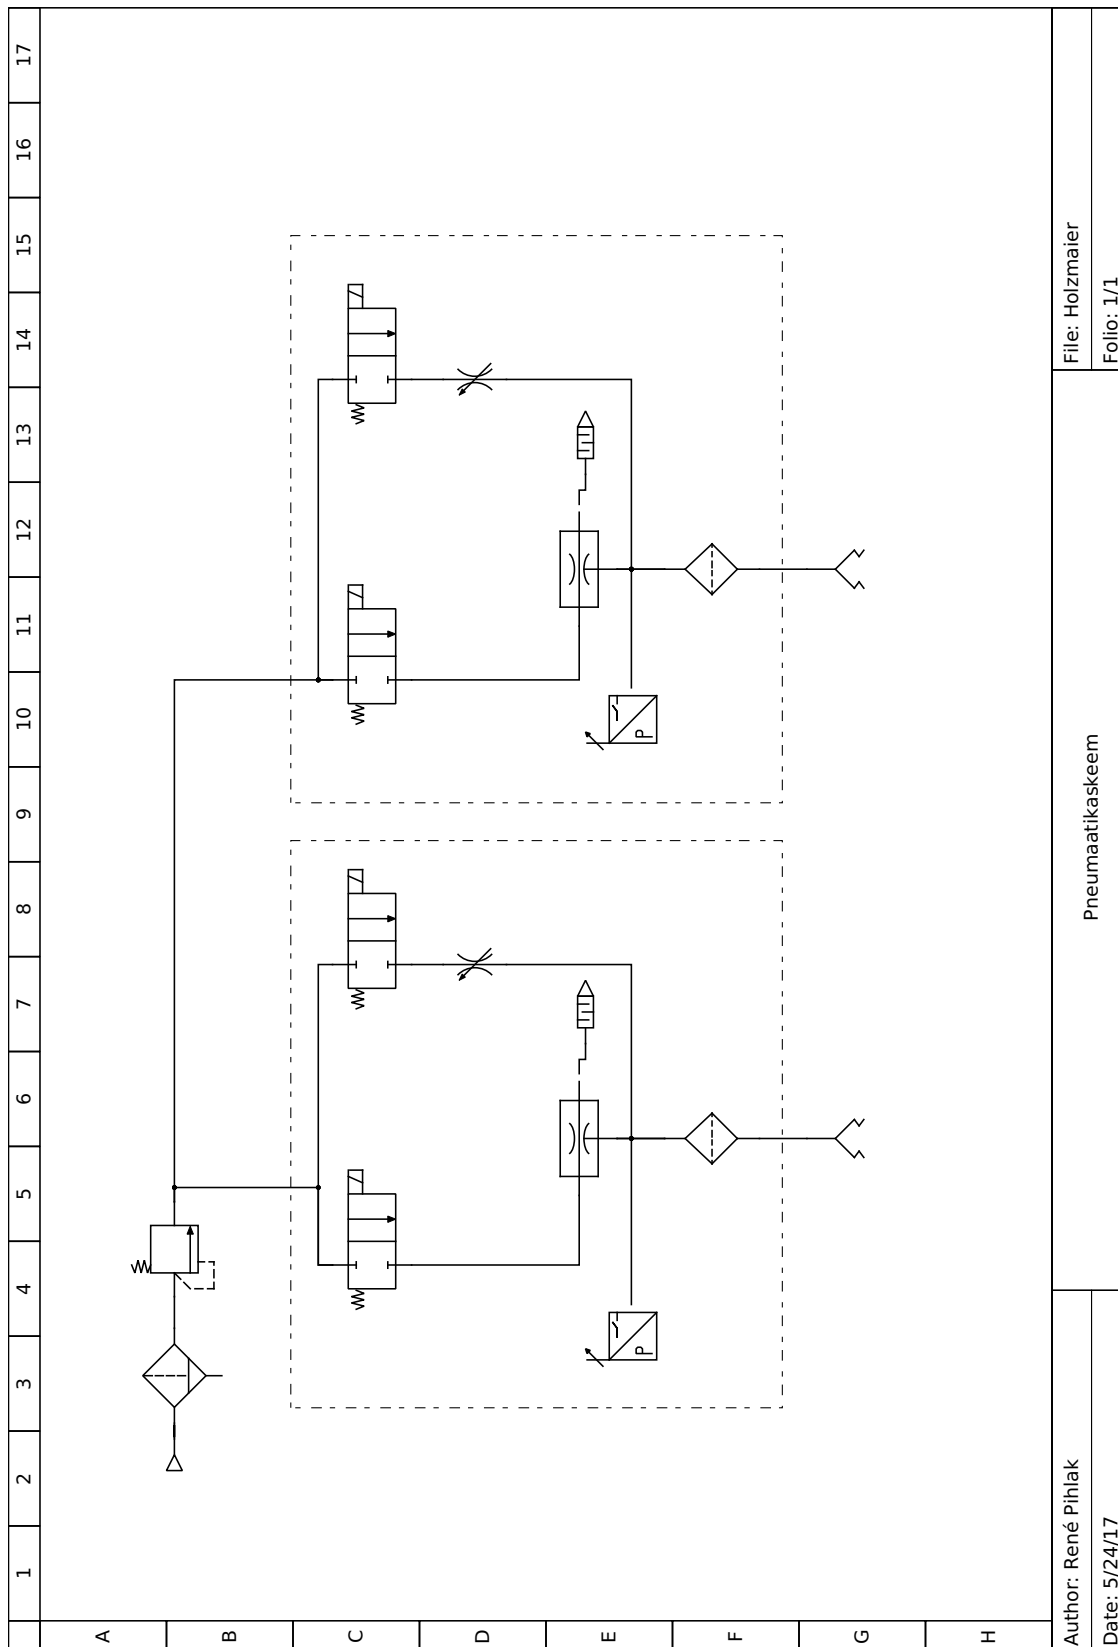 1 2 3 4 5 6 7 8 9 10 11 12 13 14 15 16 17
A
B
C
D
E
F
G
H
P
P
Author: René Pihlak
Date: 5/24/17
Pneumaatikaskeem
File: Holzmaier
Folio: 1/1